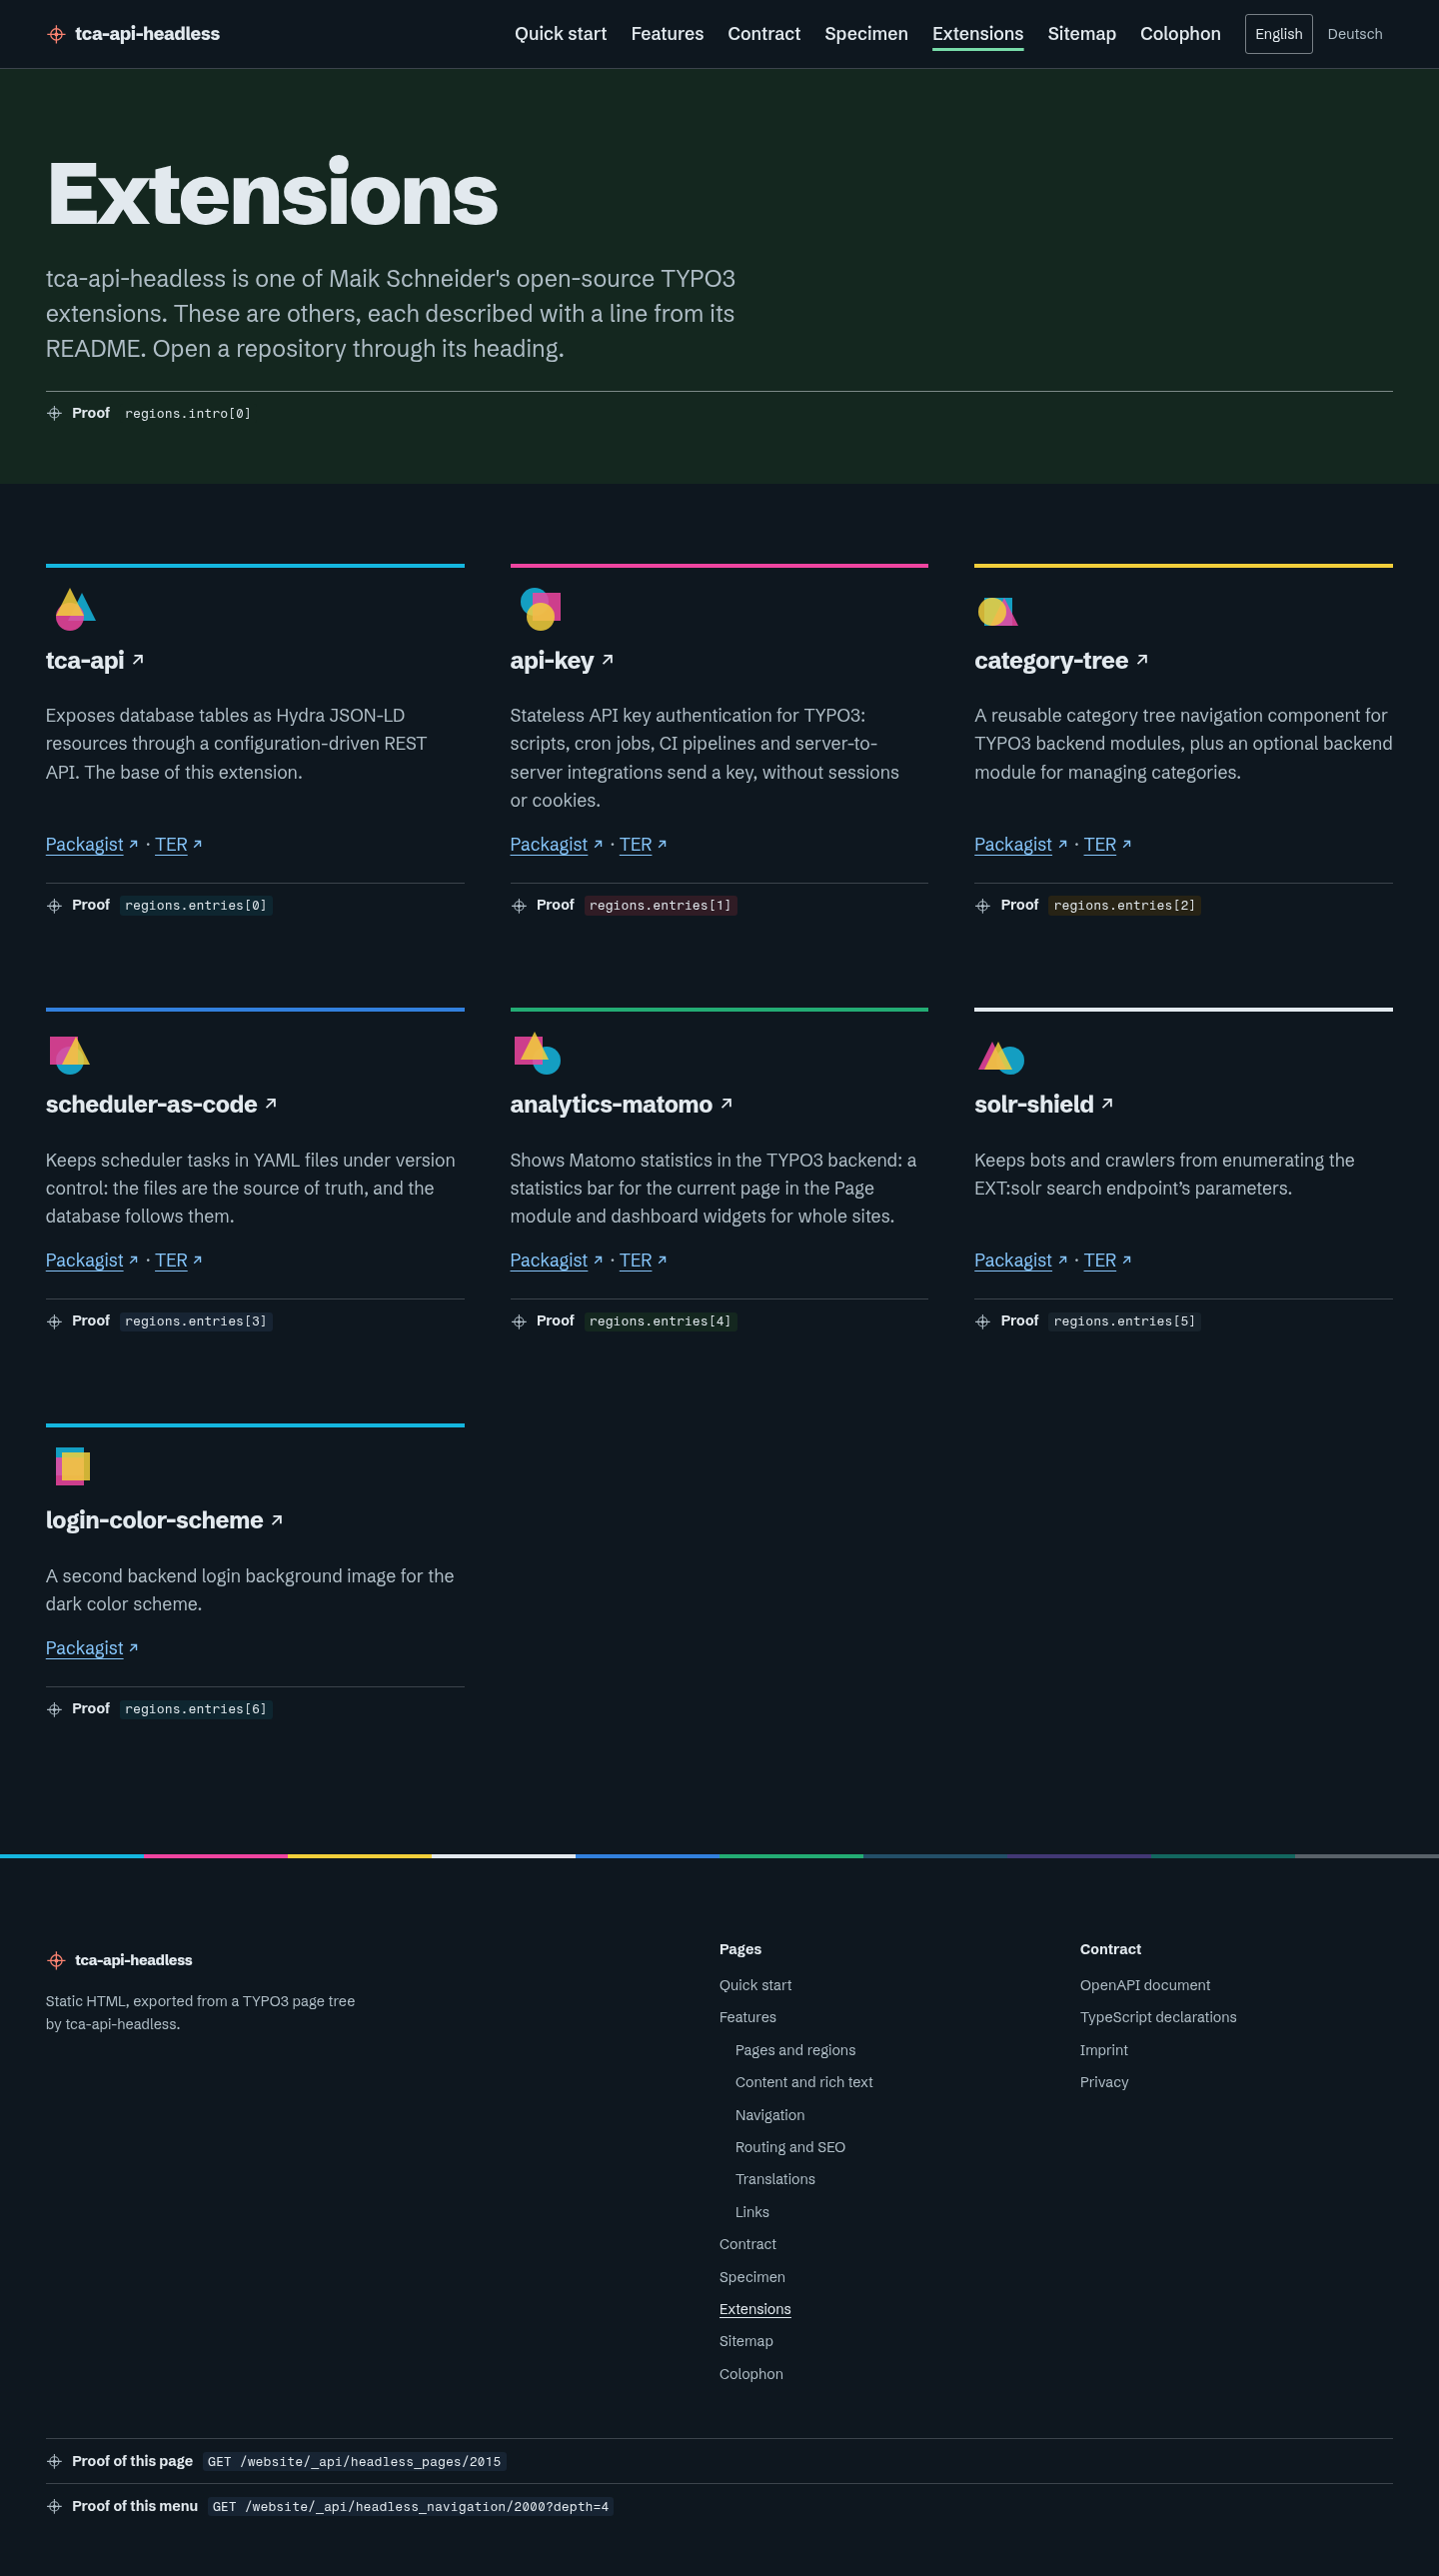 tca-api-headless
Quick start Features Contract Specimen Extensions Sitemap Colophon English Deutsch
Extensions
tca-api-headless is one of Maik Schneider's open-source TYPO3
extensions. These are others, each described with a line from its
README. Open a repository through its heading.
Proof regions.intro[0]
tca-api ↗
Exposes database tables as Hydra JSON-LD
resources through a configuration-driven REST
API. The base of this extension.
Packagist ↗ · TER ↗
Proof regions.entries[0]
api-key ↗
Stateless API key authentication for TYPO3:
scripts, cron jobs, CI pipelines and server-to-
server integrations send a key, without sessions
or cookies.
Packagist ↗ · TER ↗
Proof regions.entries[1]
category-tree ↗
A reusable category tree navigation component for
TYPO3 backend modules, plus an optional backend
module for managing categories.
Packagist ↗ · TER ↗
Proof regions.entries[2]
scheduler-as-code ↗
Keeps scheduler tasks in YAML files under version
control: the files are the source of truth, and the
database follows them.
Packagist ↗ · TER ↗
Proof regions.entries[3]
analytics-matomo ↗
Shows Matomo statistics in the TYPO3 backend: a
statistics bar for the current page in the Page
module and dashboard widgets for whole sites.
Packagist ↗ · TER ↗
Proof regions.entries[4]
solr-shield ↗
Keeps bots and crawlers from enumerating the
EXT:solr search endpoint’s parameters.
Packagist ↗ · TER ↗
Proof regions.entries[5]
login-color-scheme ↗
A second backend login background image for the
dark color scheme.
Packagist ↗
Proof regions.entries[6]
tca-api-headless
Static HTML, exported from a TYPO3 page tree
by tca-api-headless.
Pages
Quick start
Features
Pages and regions
Content and rich text
Navigation
Routing and SEO
Translations
Links
Contract
Specimen
Extensions
Sitemap
Colophon
Contract
OpenAPI document
TypeScript declarations
Imprint
Privacy
Proof of this page GET /website/_api/headless_pages/2015
Proof of this menu GET /website/_api/headless_navigation/2000?depth=4